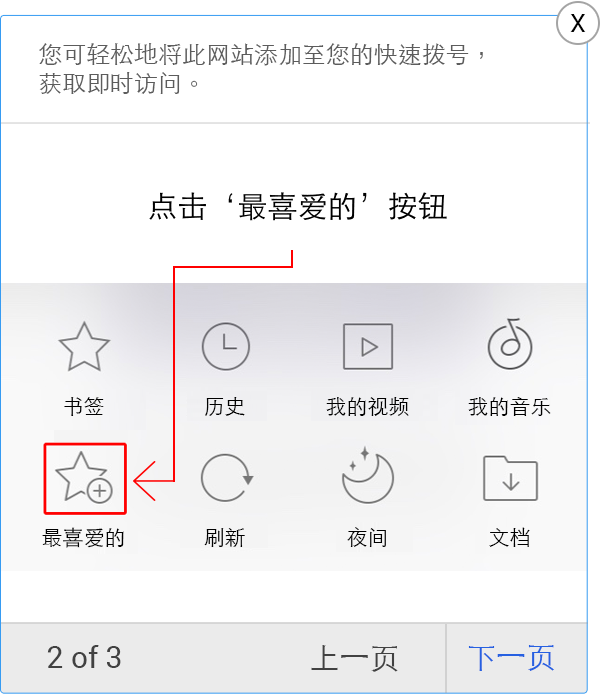 X
您可轻松地将此网站添加至您的快速拨号，
获取即时访问。
点击‘最喜爱的’按钮
书签 历史 我的视频 我的音乐
最喜爱的 刷新 夜间 文档
2 of 3 上一页 下一页